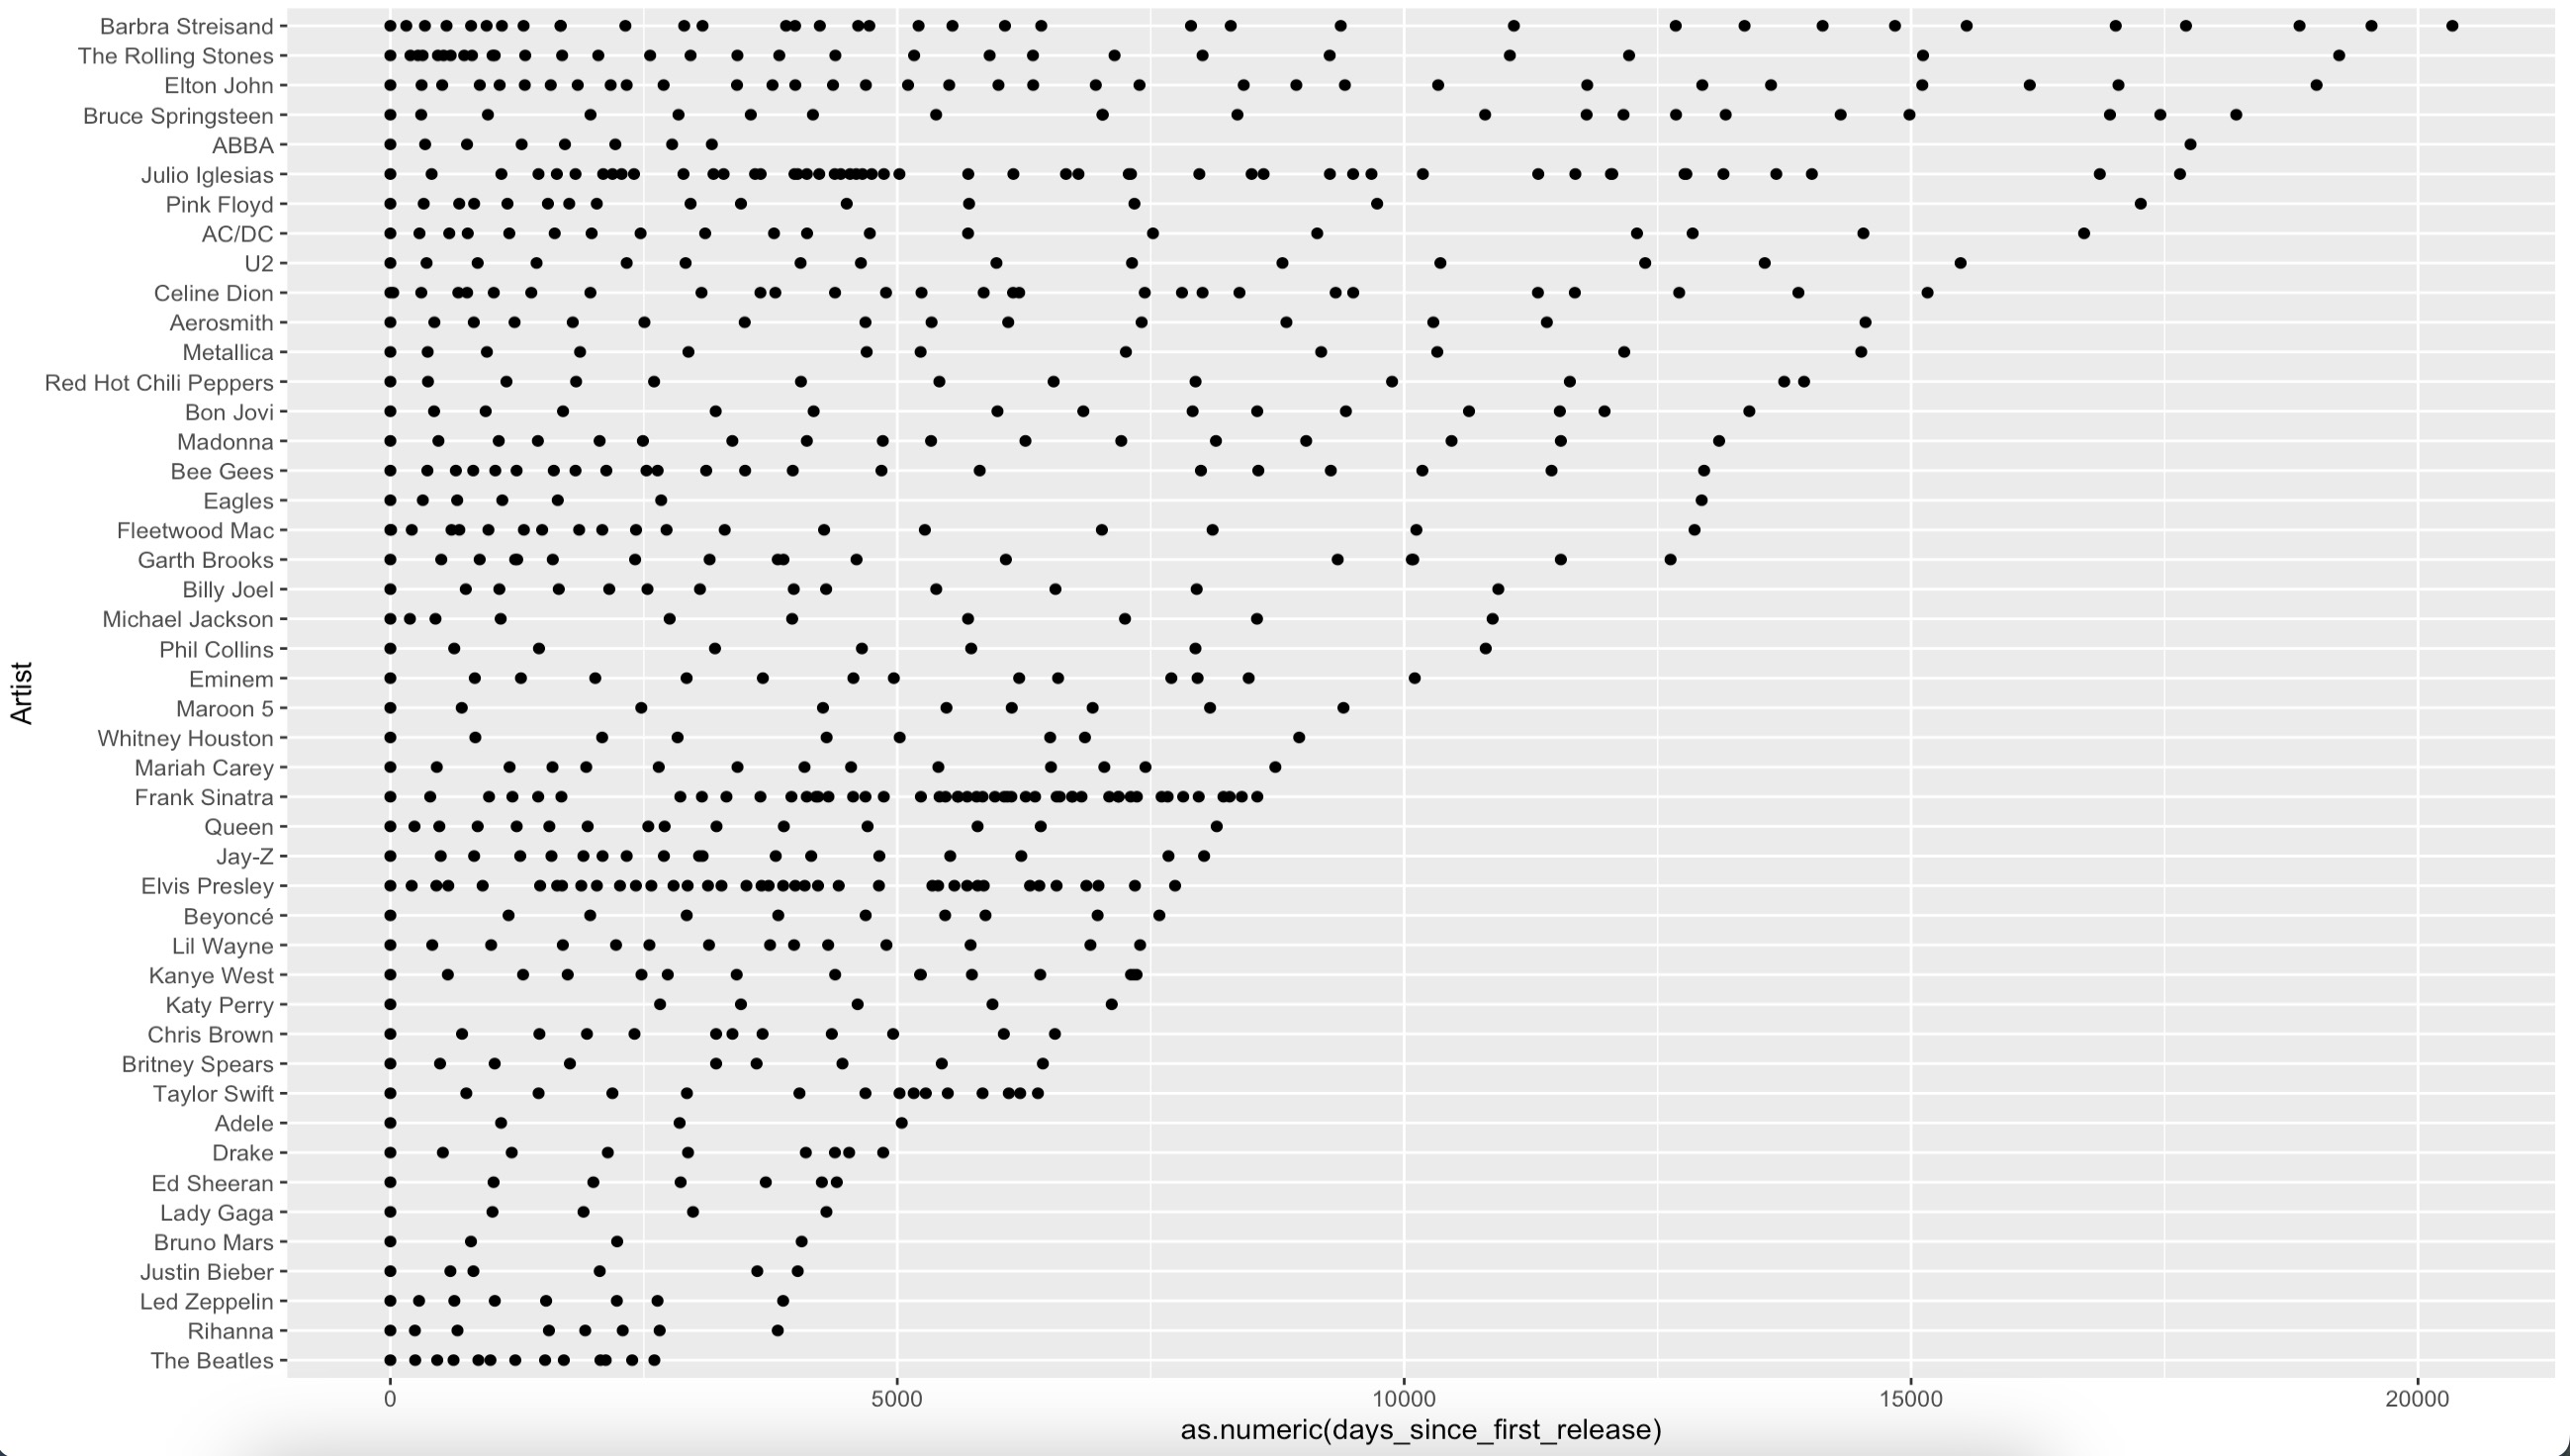 Barbra Streisand
The Rolling Stones
Elton John
Bruce Springsteen
ABBA
Julio Iglesias
Pink Floyd
AC/DC
U2
Celine Dion
Aerosmith
Metallica
Red Hot Chili Peppers
Bon Jovi
Madonna
Bee Gees
Eagles
Fleetwood Mac
Garth Brooks
Billy Joel
Michael Jackson
Phil Collins
Eminem
Maroon 5
Whitney Houston
Mariah Carey
Frank Sinatra
Queen
Jay-Z
Elvis Presley
Beyoncé
Lil Wayne
Kanye West
Katy Perry
Chris Brown
Britney Spears
Taylor Swift
Adele
Drake
Ed Sheeran
Lady Gaga
Bruno Mars
Justin Bieber
Led Zeppelin
Rihanna
The Beatles
Artist
0 5000 10000 15000 20000
as.numeric(days_since_first_release)